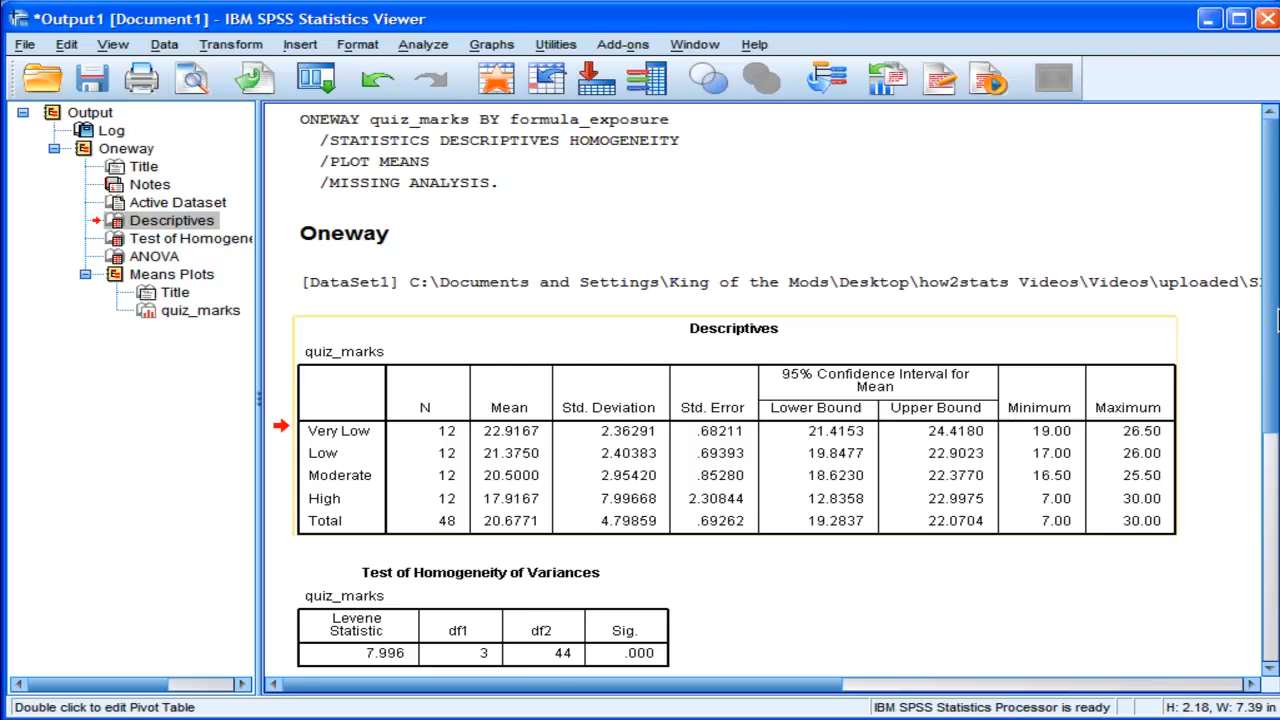 *Output1 [Document1] - IBM SPSS Statistics Viewer
File Edit View Data Transform Insert Format Analyze Graphs Utilities Add-ons Window Help
Output
Log
Oneway
Title
Notes
Active Dataset
Descriptives
Test of Homogene
ANOVA
Means Plots
Title
quiz_marks
ONEWAY quiz_marks BY formula_exposure
/STATISTICS DESCRIPTIVES HOMOGENEITY
/PLOT MEANS
/MISSING ANALYSIS.
Oneway
[DataSet1] C:\Documents and Settings\King of the Mods\Desktop\how2stats Videos\Videos\uploaded\S
Descriptives
quiz_marks
95% Confidence Interval for
Mean
N Mean Std. Deviation Std. Error Lower Bound Upper Bound Minimum Maximum
Very Low 12 22.9167 2.36291 .68211 21.4153 24.4180 19.00 26.50
Low 12 21.3750 2.40383 .69393 19.8477 22.9023 17.00 26.00
Moderate 12 20.5000 2.95420 .85280 18.6230 22.3770 16.50 25.50
High 12 17.9167 7.99668 2.30844 12.8358 22.9975 7.00 30.00
Total 48 20.6771 4.79859 .69262 19.2837 22.0704 7.00 30.00
Test of Homogeneity of Variances
quiz_marks
Levene
Statistic df1 df2 Sig.
7.996 3 44 .000
Double click to edit Pivot Table
IBM SPSS Statistics Processor is ready
H: 2.18, W: 7.39 in